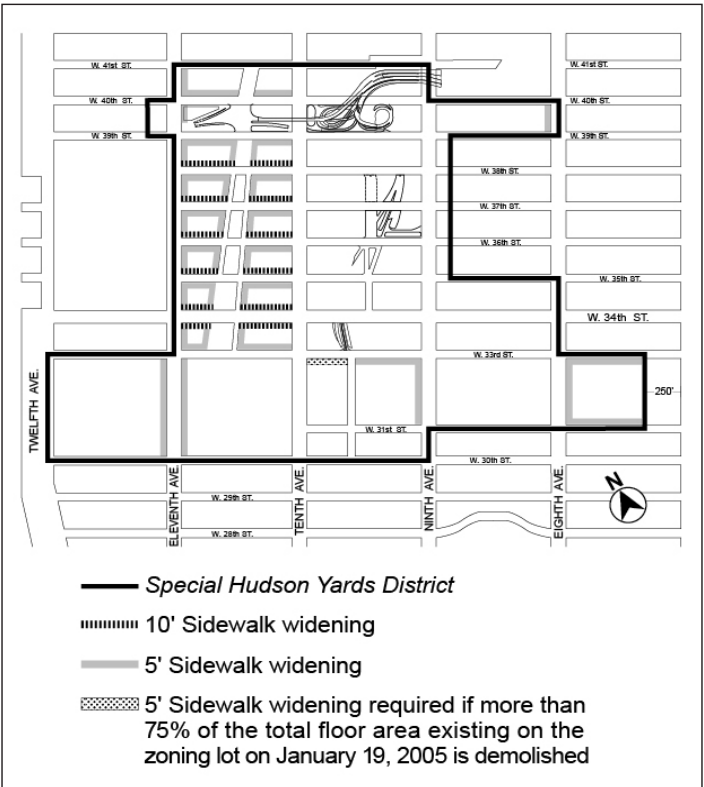 W. 41st ST.
W. 41st ST.
W. 40th ST.
W. 40th ST.
W. 39th ST.
W. 39th ST.
W. 38th ST.
W. 37th ST.
W. 36th ST.
W. 35th ST.
W. 34th ST.
W. 33rd ST.
TWELFTH AVE.
250'
W. 31st ST.
W. 30th ST.
ELEVENTH AVE.
TENTH AVE.
NINTH AVE.
EIGHTH AVE.
N
W. 29th ST.
W. 28th ST.
Special Hudson Yards District
10' Sidewalk widening
5' Sidewalk widening
5' Sidewalk widening required if more than
75% of the total floor area existing on the
zoning lot on January 19, 2005 is demolished